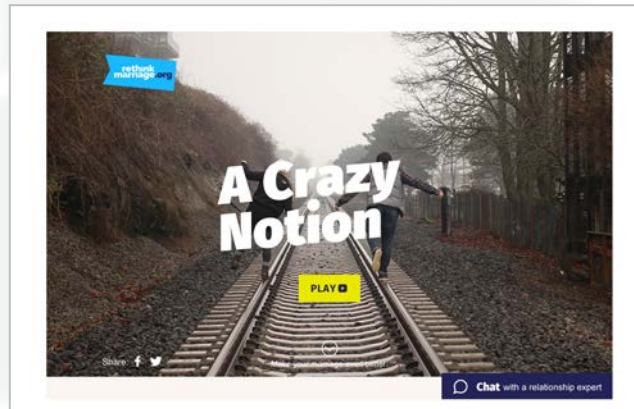 rethink
marriage.org
A Crazy
Notion
PLAY
Share
Chat with a relationship expert